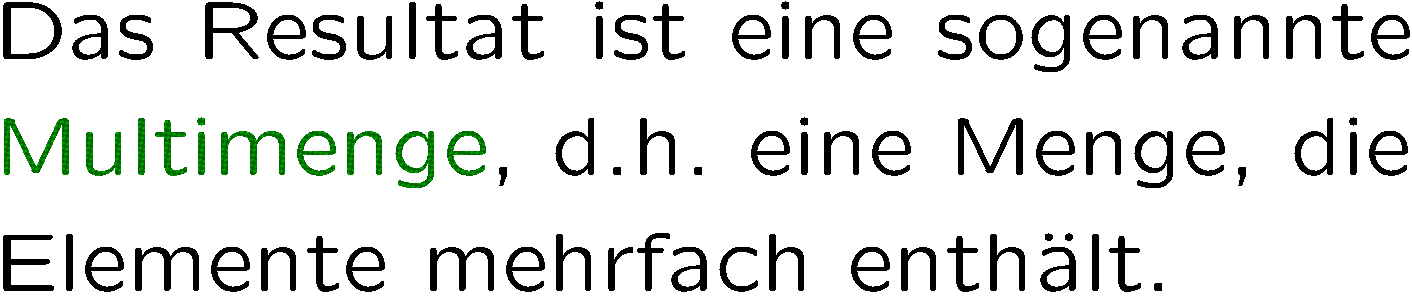 Das Resultat ist eine sogenannte
Multimenge, d.h. eine Menge, die
Elemente mehrfach enthält.